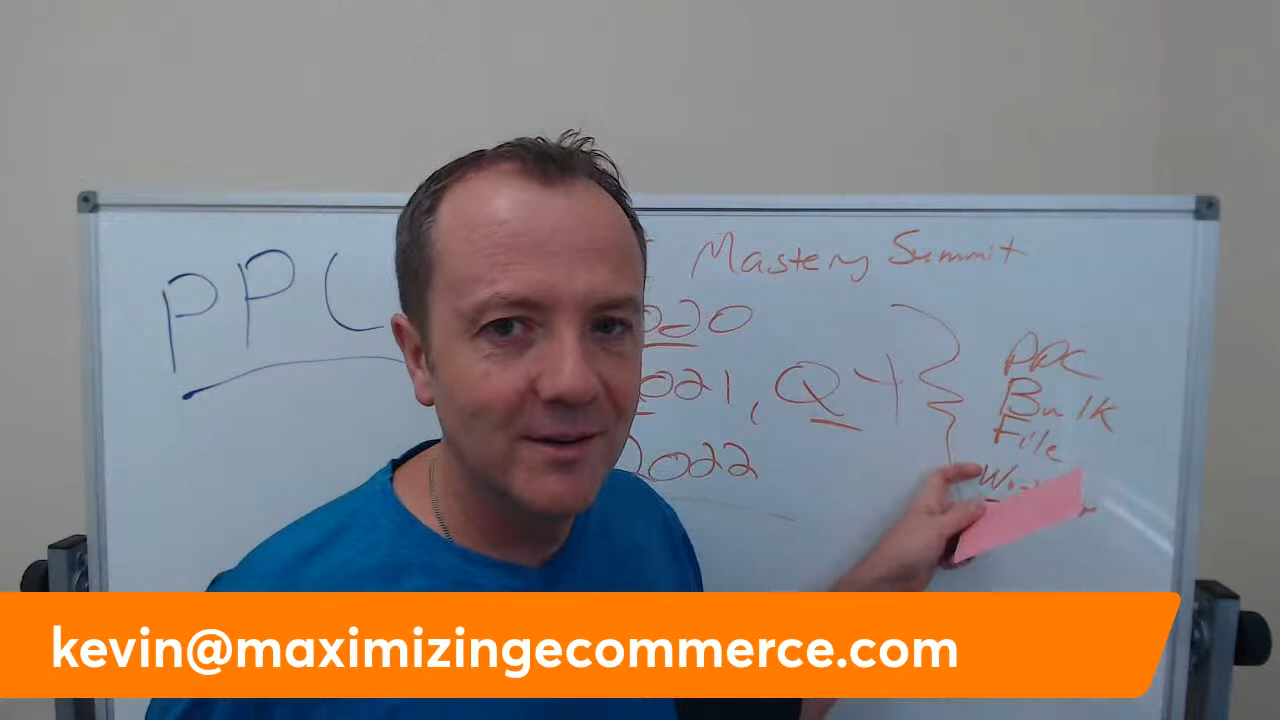 PPC
Mastery Summit
2020
2021, Q4
2022
PPC
Bulk
File
kevin@maximizingecommerce.com